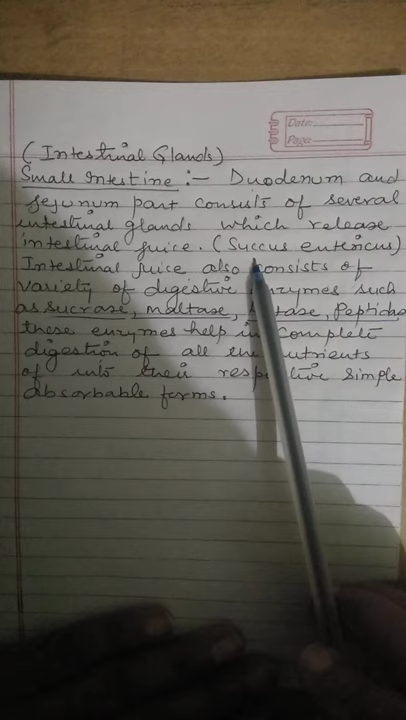 Date:
Page:
(Intestinal Glands)
Small Intestine :- Duodenum and
Jejunum part consists of several
intestinal glands which release
intestinal juice. (Succus entericus)
Intestinal juice also consists of
variety of digestive enzymes such
as sucrase, maltase,
these enzymes help in complete
digestion of all the nutrients
of into their respective simple
absorbable forms.